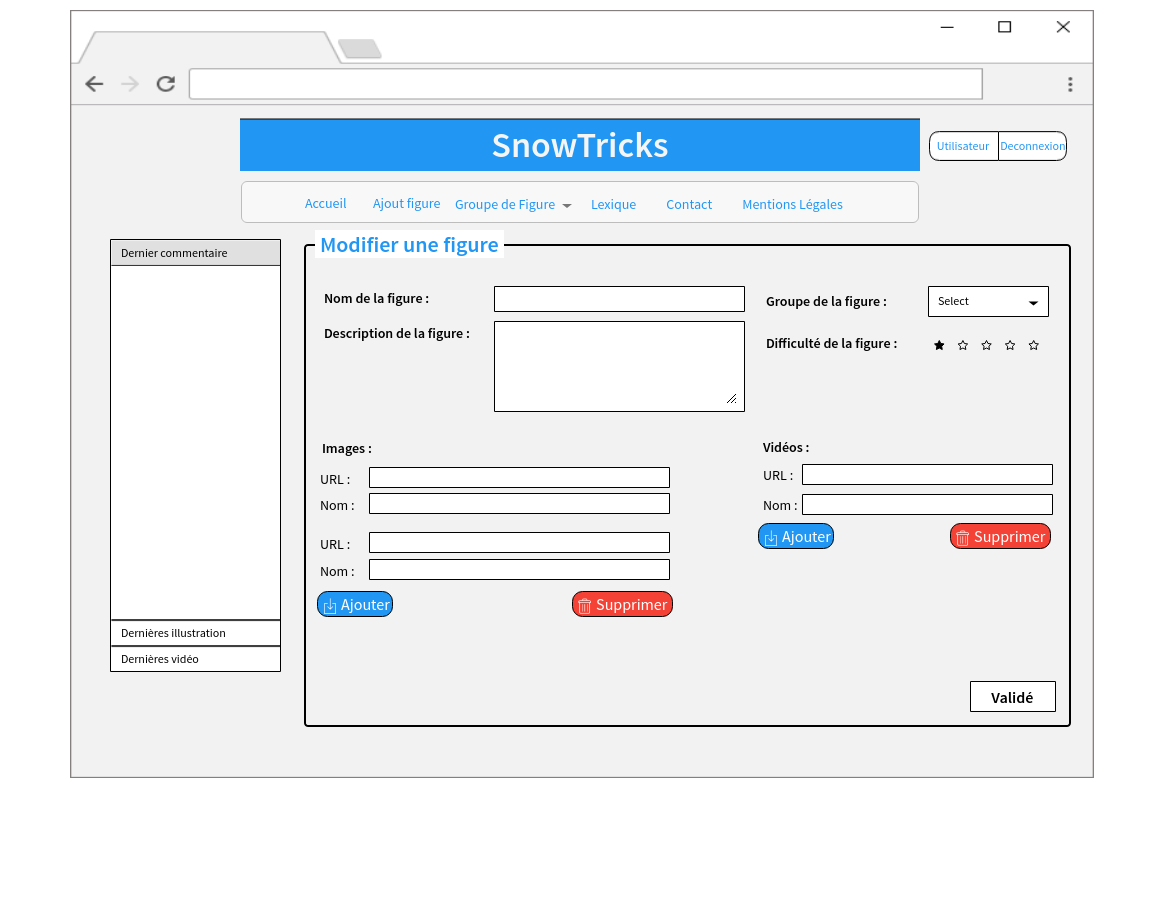 SnowTricks
Utilisateur Deconnexion
Accueil Ajout figure Groupe de Figure Lexique Contact Mentions Légales
Dernier commentaire
Dernières illustration
Dernières vidéo
Modifier une figure
Nom de la figure :
Groupe de la figure : Select
Description de la figure :
Difficulté de la figure :
Images :
URL :
Nom :
URL :
Nom :
Ajouter Supprimer
Vidéos :
URL :
Nom :
Ajouter Supprimer
Validé